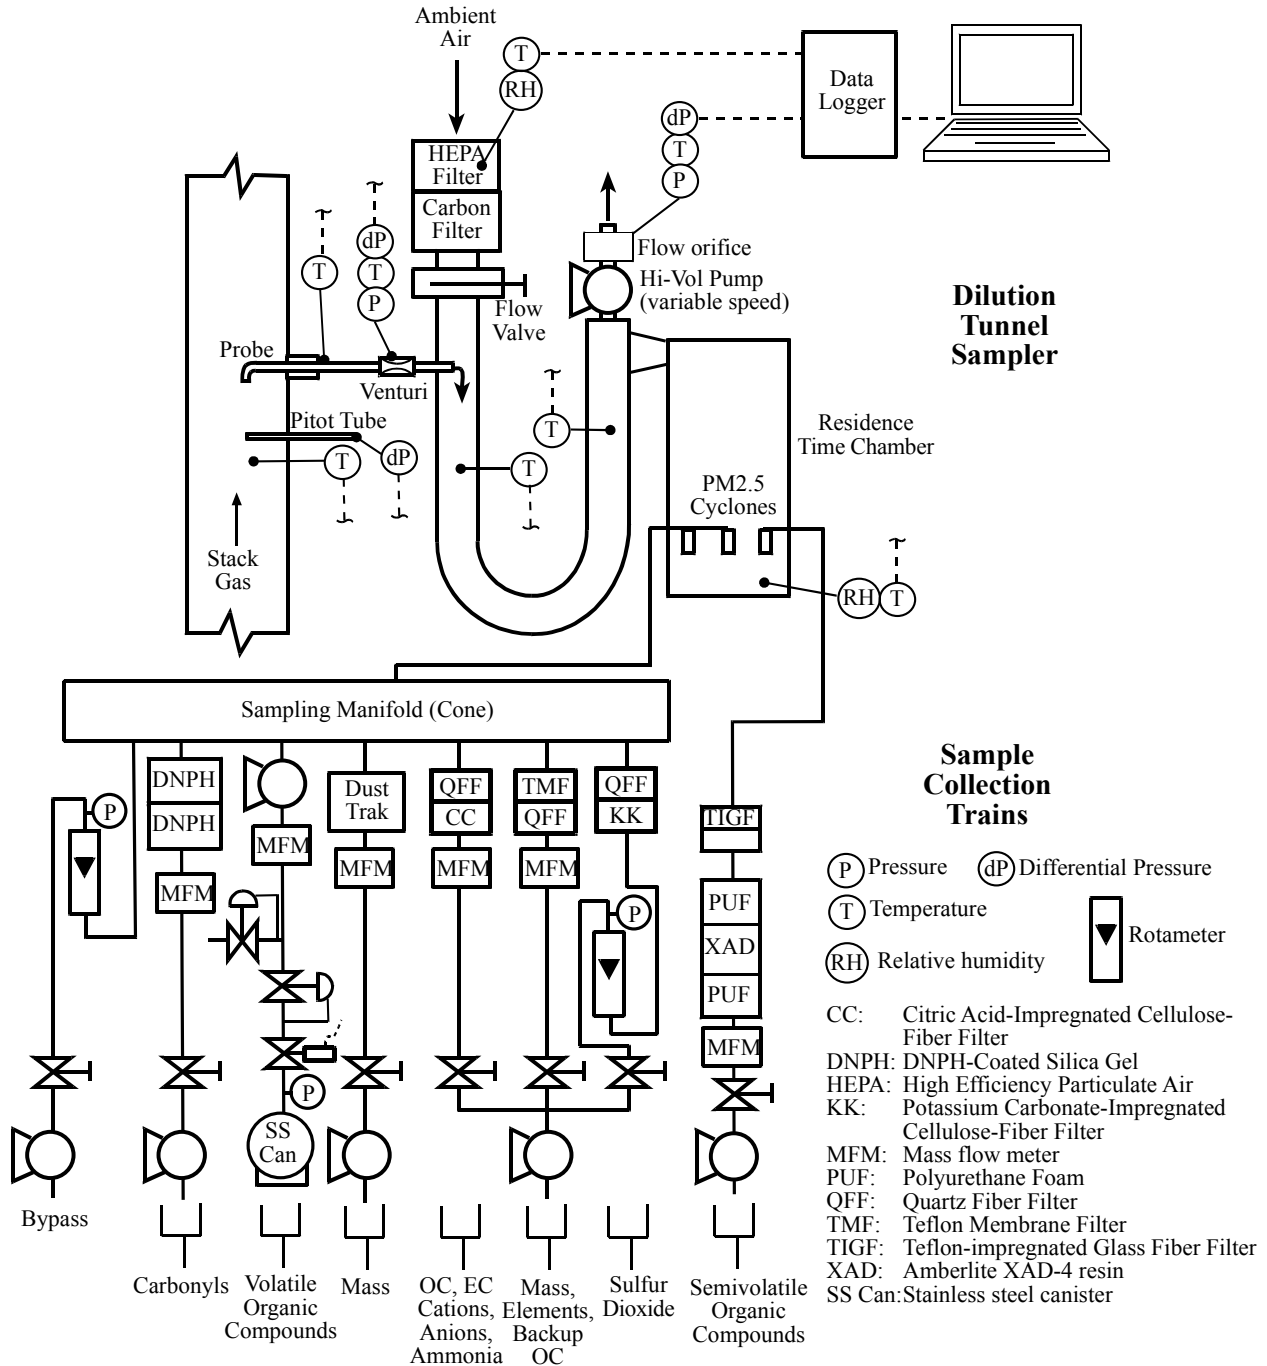 Ambient
Air
T
RH
Data
Logger
dP
T
P
HEPA
Filter
Carbon
Filter
dP
T
P
T
Flow orifice
Hi-Vol Pump
(variable speed)
Flow
Valve
Dilution
Tunnel
Sampler
Probe
Venturi
Pitot Tube
T
dP
T
T
Residence
Time Chamber
PM2.5
Cyclones
Stack
Gas
RH
T
Sampling Manifold (Cone)
P
DNPH
DNPH
MFM
MFM
Dust
Trak
MFM
QFF
CC
MFM
TMF
QFF
MFM
QFF
KK
P
TIGF
PUF
XAD
PUF
MFM
P
SS
Can
Bypass
Carbonyls
Volatile
Organic
Compounds
Mass
OC, EC
Cations,
Anions,
Ammonia
Mass,
Elements,
Backup
OC
Sulfur
Dioxide
Semivolatile
Organic
Compounds
Sample
Collection
Trains
P Pressure
dP Differential Pressure
T Temperature
RH Relative humidity
Rotameter
CC: Citric Acid-Impregnated Cellulose-
Fiber Filter
DNPH: DNPH-Coated Silica Gel
HEPA: High Efficiency Particulate Air
KK: Potassium Carbonate-Impregnated
Cellulose-Fiber Filter
MFM: Mass flow meter
PUF: Polyurethane Foam
QFF: Quartz Fiber Filter
TMF: Teflon Membrane Filter
TIGF: Teflon-impregnated Glass Fiber Filter
XAD: Amberlite XAD-4 resin
SS Can: Stainless steel canister